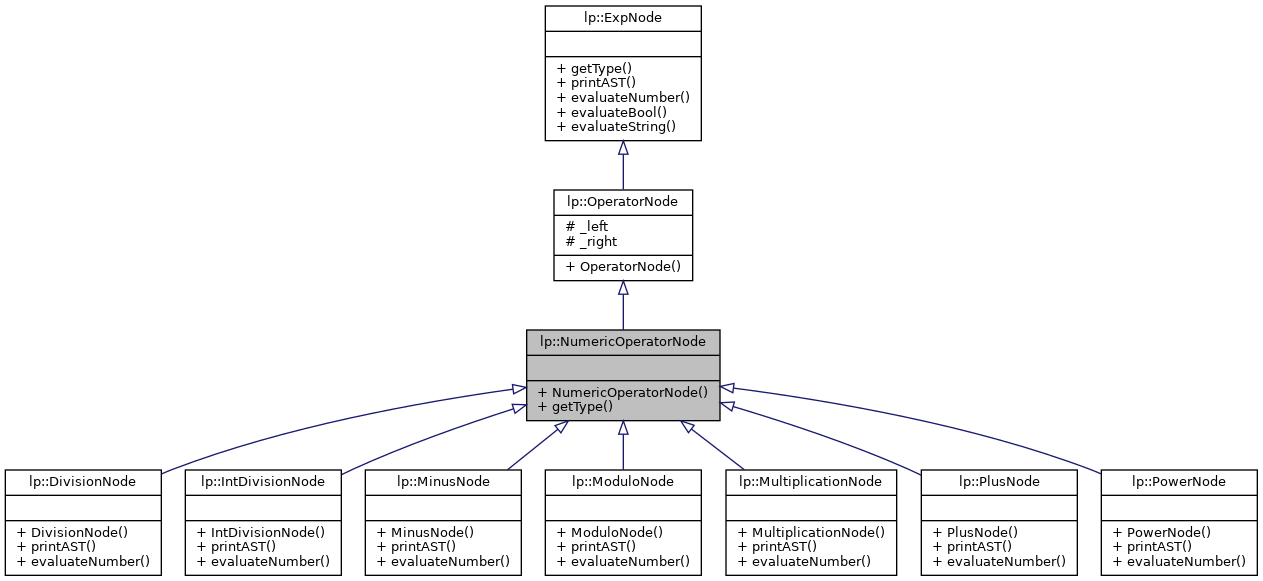 lp::ExpNode
+ getType()
+ printAST()
+ evaluateNumber()
+ evaluateBool()
+ evaluateString()
lp::OperatorNode
# _left
# _right
+ OperatorNode()
lp::NumericOperatorNode
+ NumericOperatorNode()
+ getType()
lp::DivisionNode
+ DivisionNode()
+ printAST()
+ evaluateNumber()
lp::IntDivisionNode
+ IntDivisionNode()
+ printAST()
+ evaluateNumber()
lp::MinusNode
+ MinusNode()
+ printAST()
+ evaluateNumber()
lp::ModuloNode
+ ModuloNode()
+ printAST()
+ evaluateNumber()
lp::MultiplicationNode
+ MultiplicationNode()
+ printAST()
+ evaluateNumber()
lp::PlusNode
+ PlusNode()
+ printAST()
+ evaluateNumber()
lp::PowerNode
+ PowerNode()
+ printAST()
+ evaluateNumber()